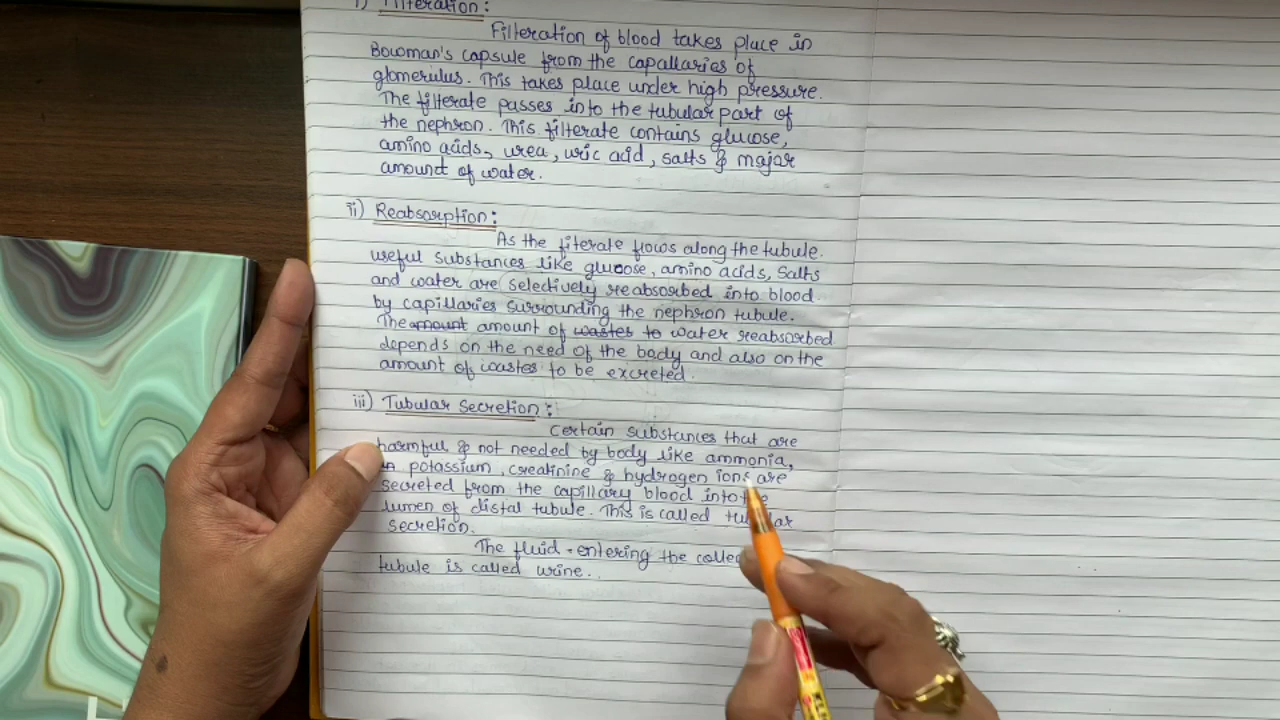 i) Filteration:
Filteration of blood takes place in
Bowman's capsule from the capallaries of
glomerulus. This takes place under high pressure.
The filterate passes into the tubular part of
the nephron. This filterate contains glucose,
amino acids, urea, uric acid, salts & majar
amount of water.
ii) Reabsorption:
As the fiterate flows along the tubule.
useful substances like glucose, amino acids, Salts
and water are selectively reabsorbed into blood
by capillaries surrounding the nephron tubule.
The amount amount of wastes to water reabsorbed
depends on the need of the body and also on the
amount of wastes to be excreted.
iii) Tubular Secretion:
Certain substances that are
harmful & not needed by body like ammonia,
potassium, creatinine & hydrogen ions are
secreted from the capillary blood into
lumen of distal tubule. This is called
secretion.
The fluid entering the
tubule is called urine.